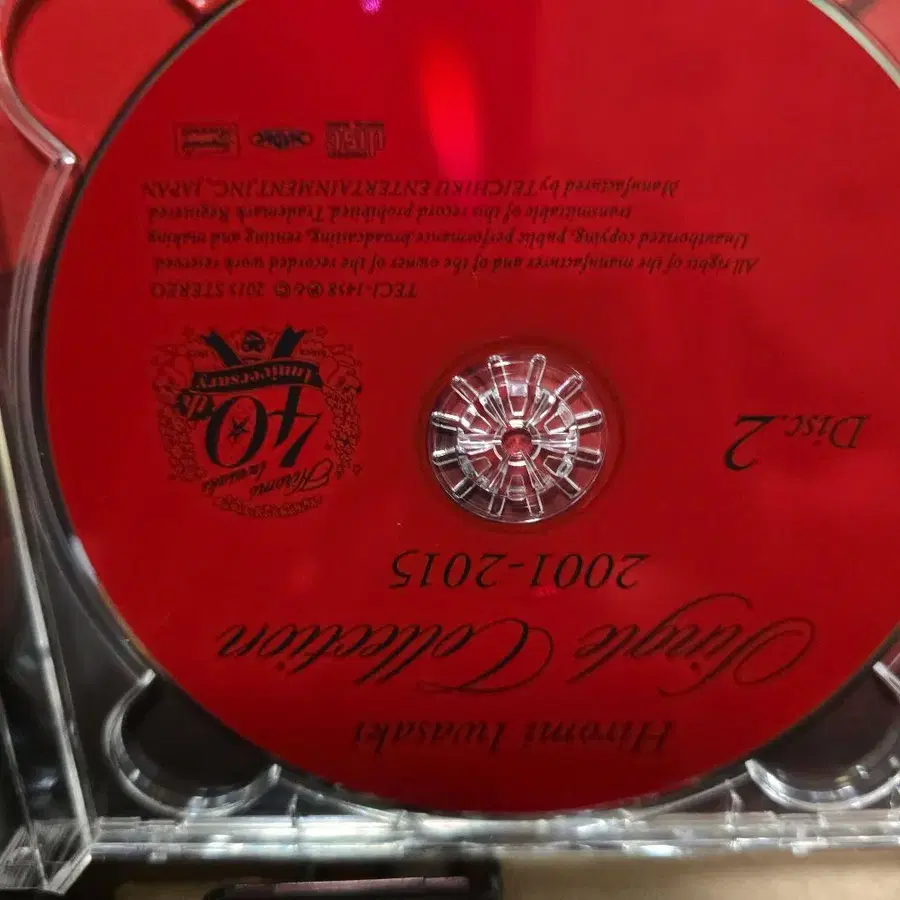 Hiromi Iwasaki
Single Collection
2001-2015
Disc.2
Hiromi
Iwasaki
40th
Anniversary
TECI-1458 Ⓟ&© 2015 STEREO
All rights of the manufacturer and of the owner of the recorded work reserved.
Unauthorized copying, public performance, broadcasting, renting and making
transmittable of this record prohibited. Trademark Registered.
Manufactured by TEICHIKU ENTERTAINMENT,INC., JAPAN
disc